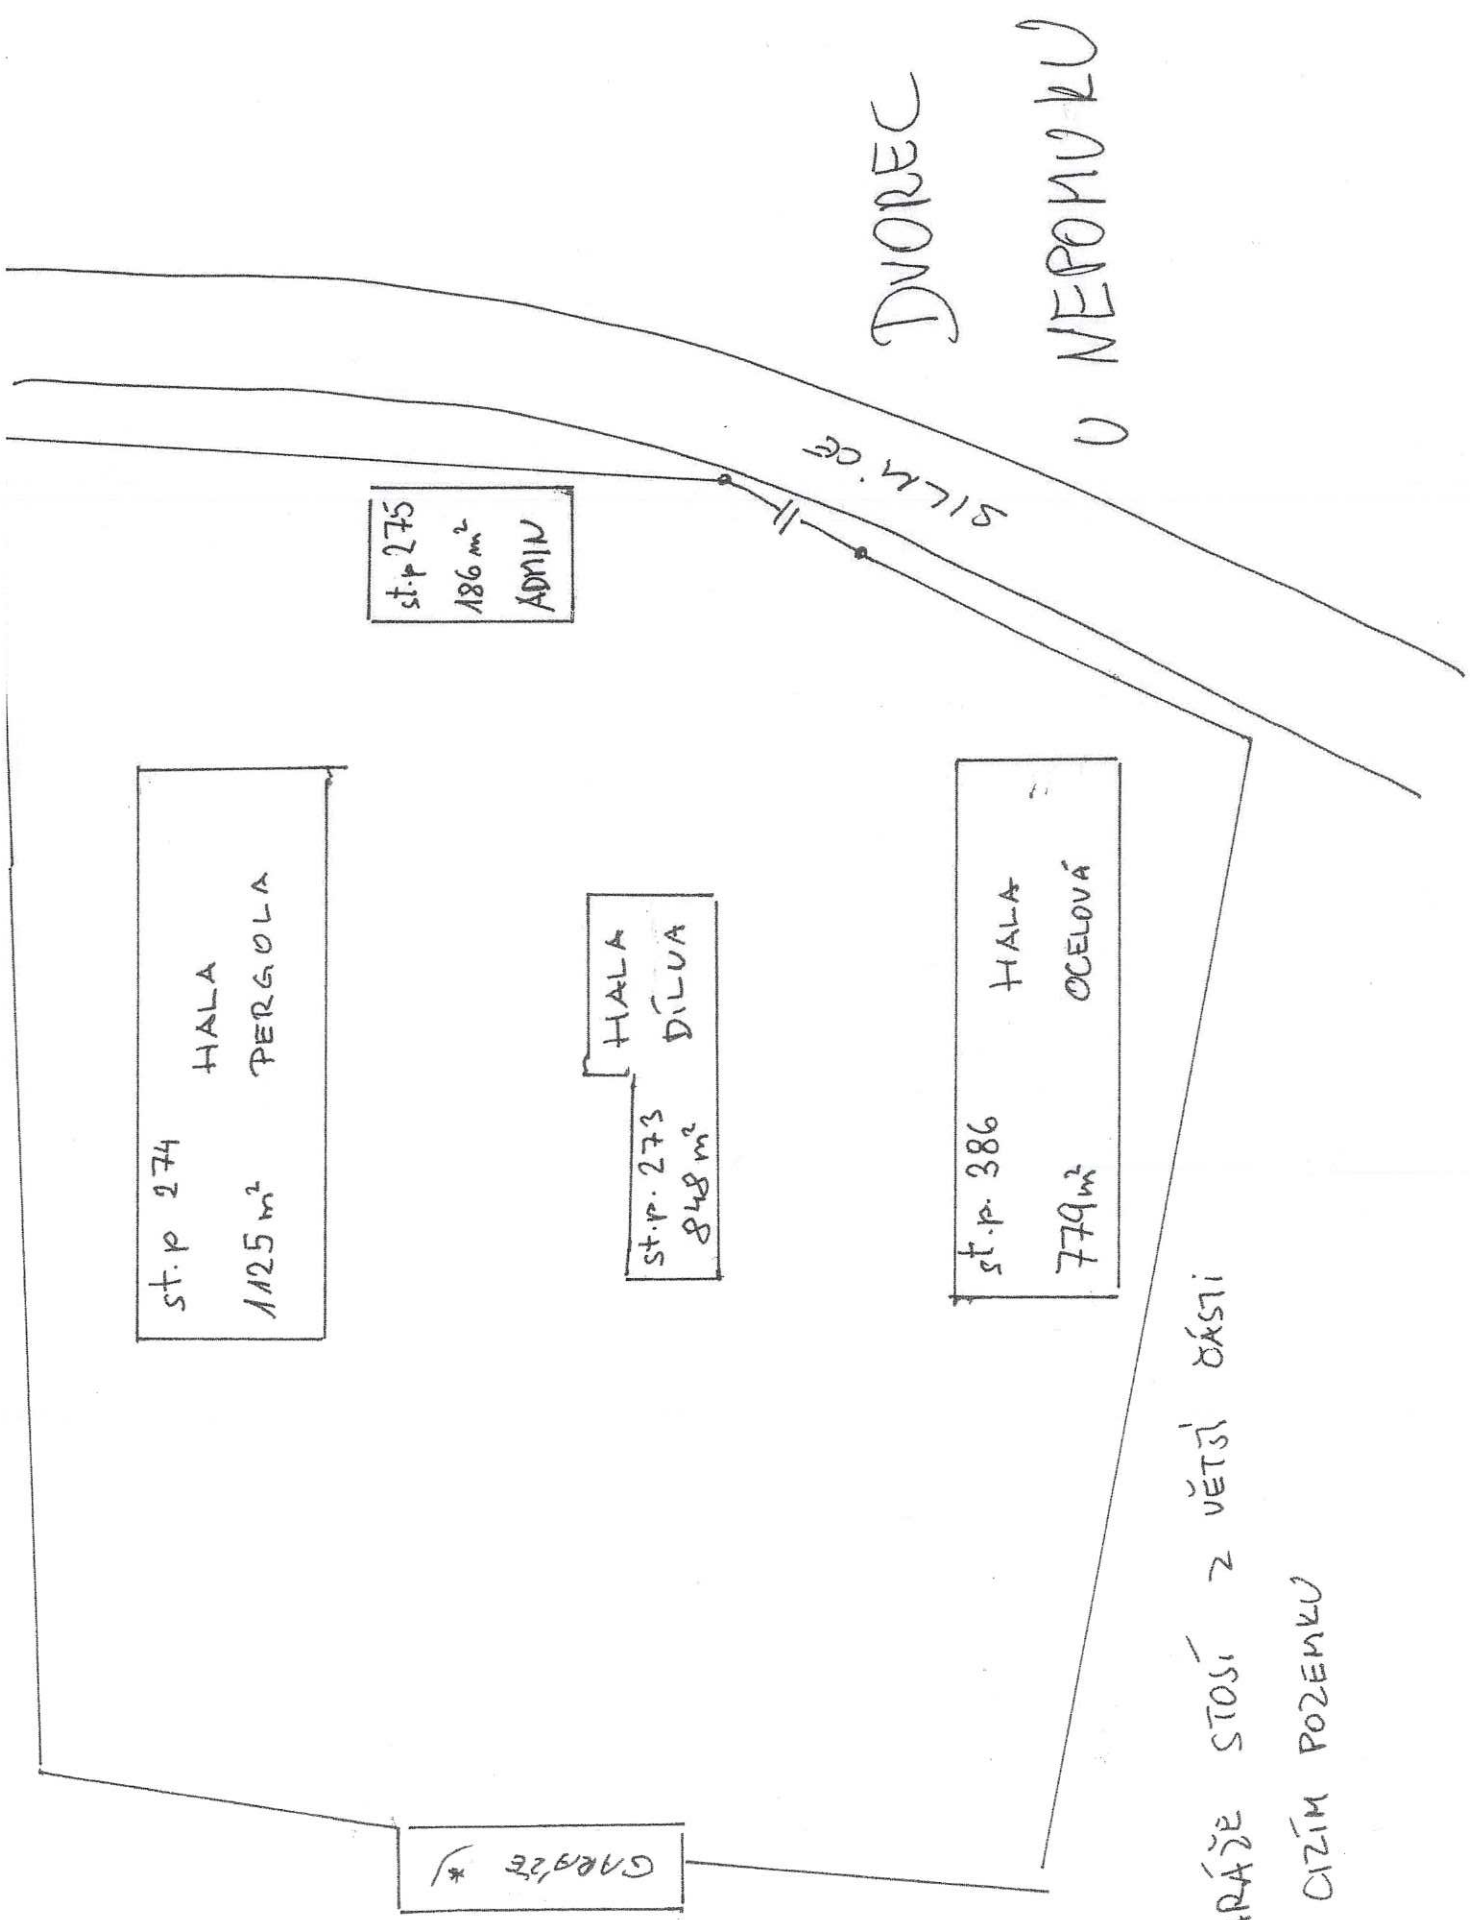 DVOREC
U NEPOMUKU
SILNICE
st.p 275
186 m²
ADMIN
st.p 274
HALA
1125 m² PERGOLA
HALA
st.p. 273 DÍLNA
848 m²
st.p. 386 HALA
779 m² OCELOVÁ
GARÁŽE *)
RÁŽE STOJÍ Z VĚTŠÍ ČÁSTI
CIZÍM POZEMKU